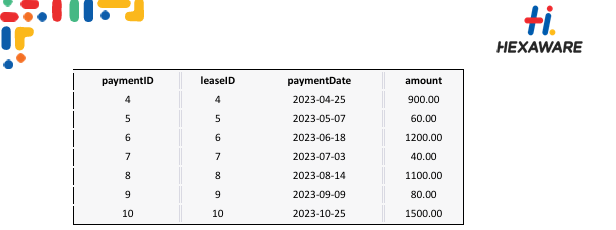 HEXAWARE
paymentID leaseID paymentDate amount
4 4 2023-04-25 900.00
5 5 2023-05-07 60.00
6 6 2023-06-18 1200.00
7 7 2023-07-03 40.00
8 8 2023-08-14 1100.00
9 9 2023-09-09 80.00
10 10 2023-10-25 1500.00